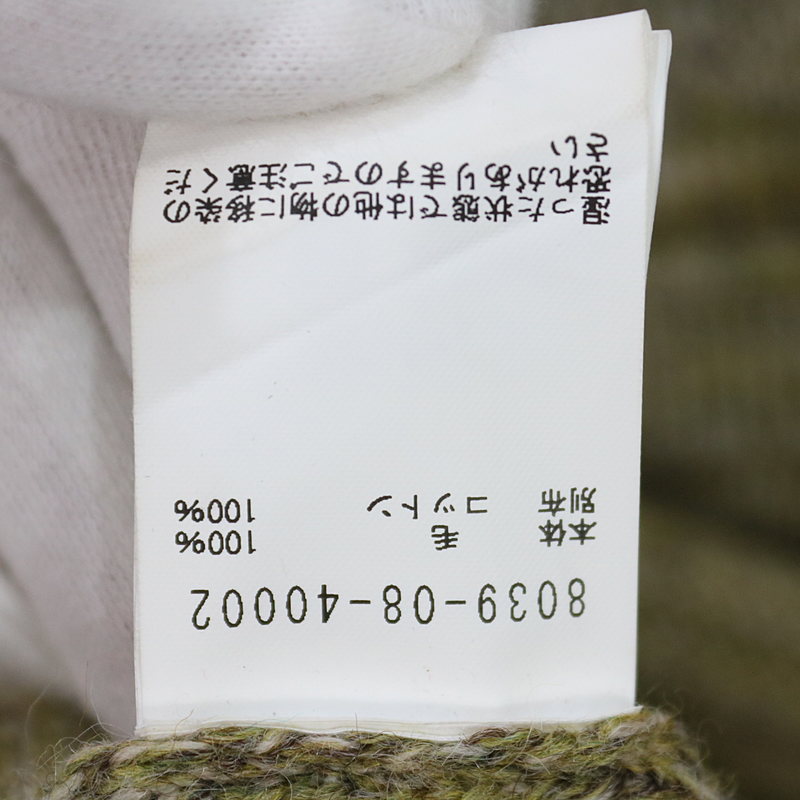 8039-08-40002
本体 毛 100%
別布 コットン 100%
湿った状態では他の物に移染の
恐れがありますのでご注意くだ
さい